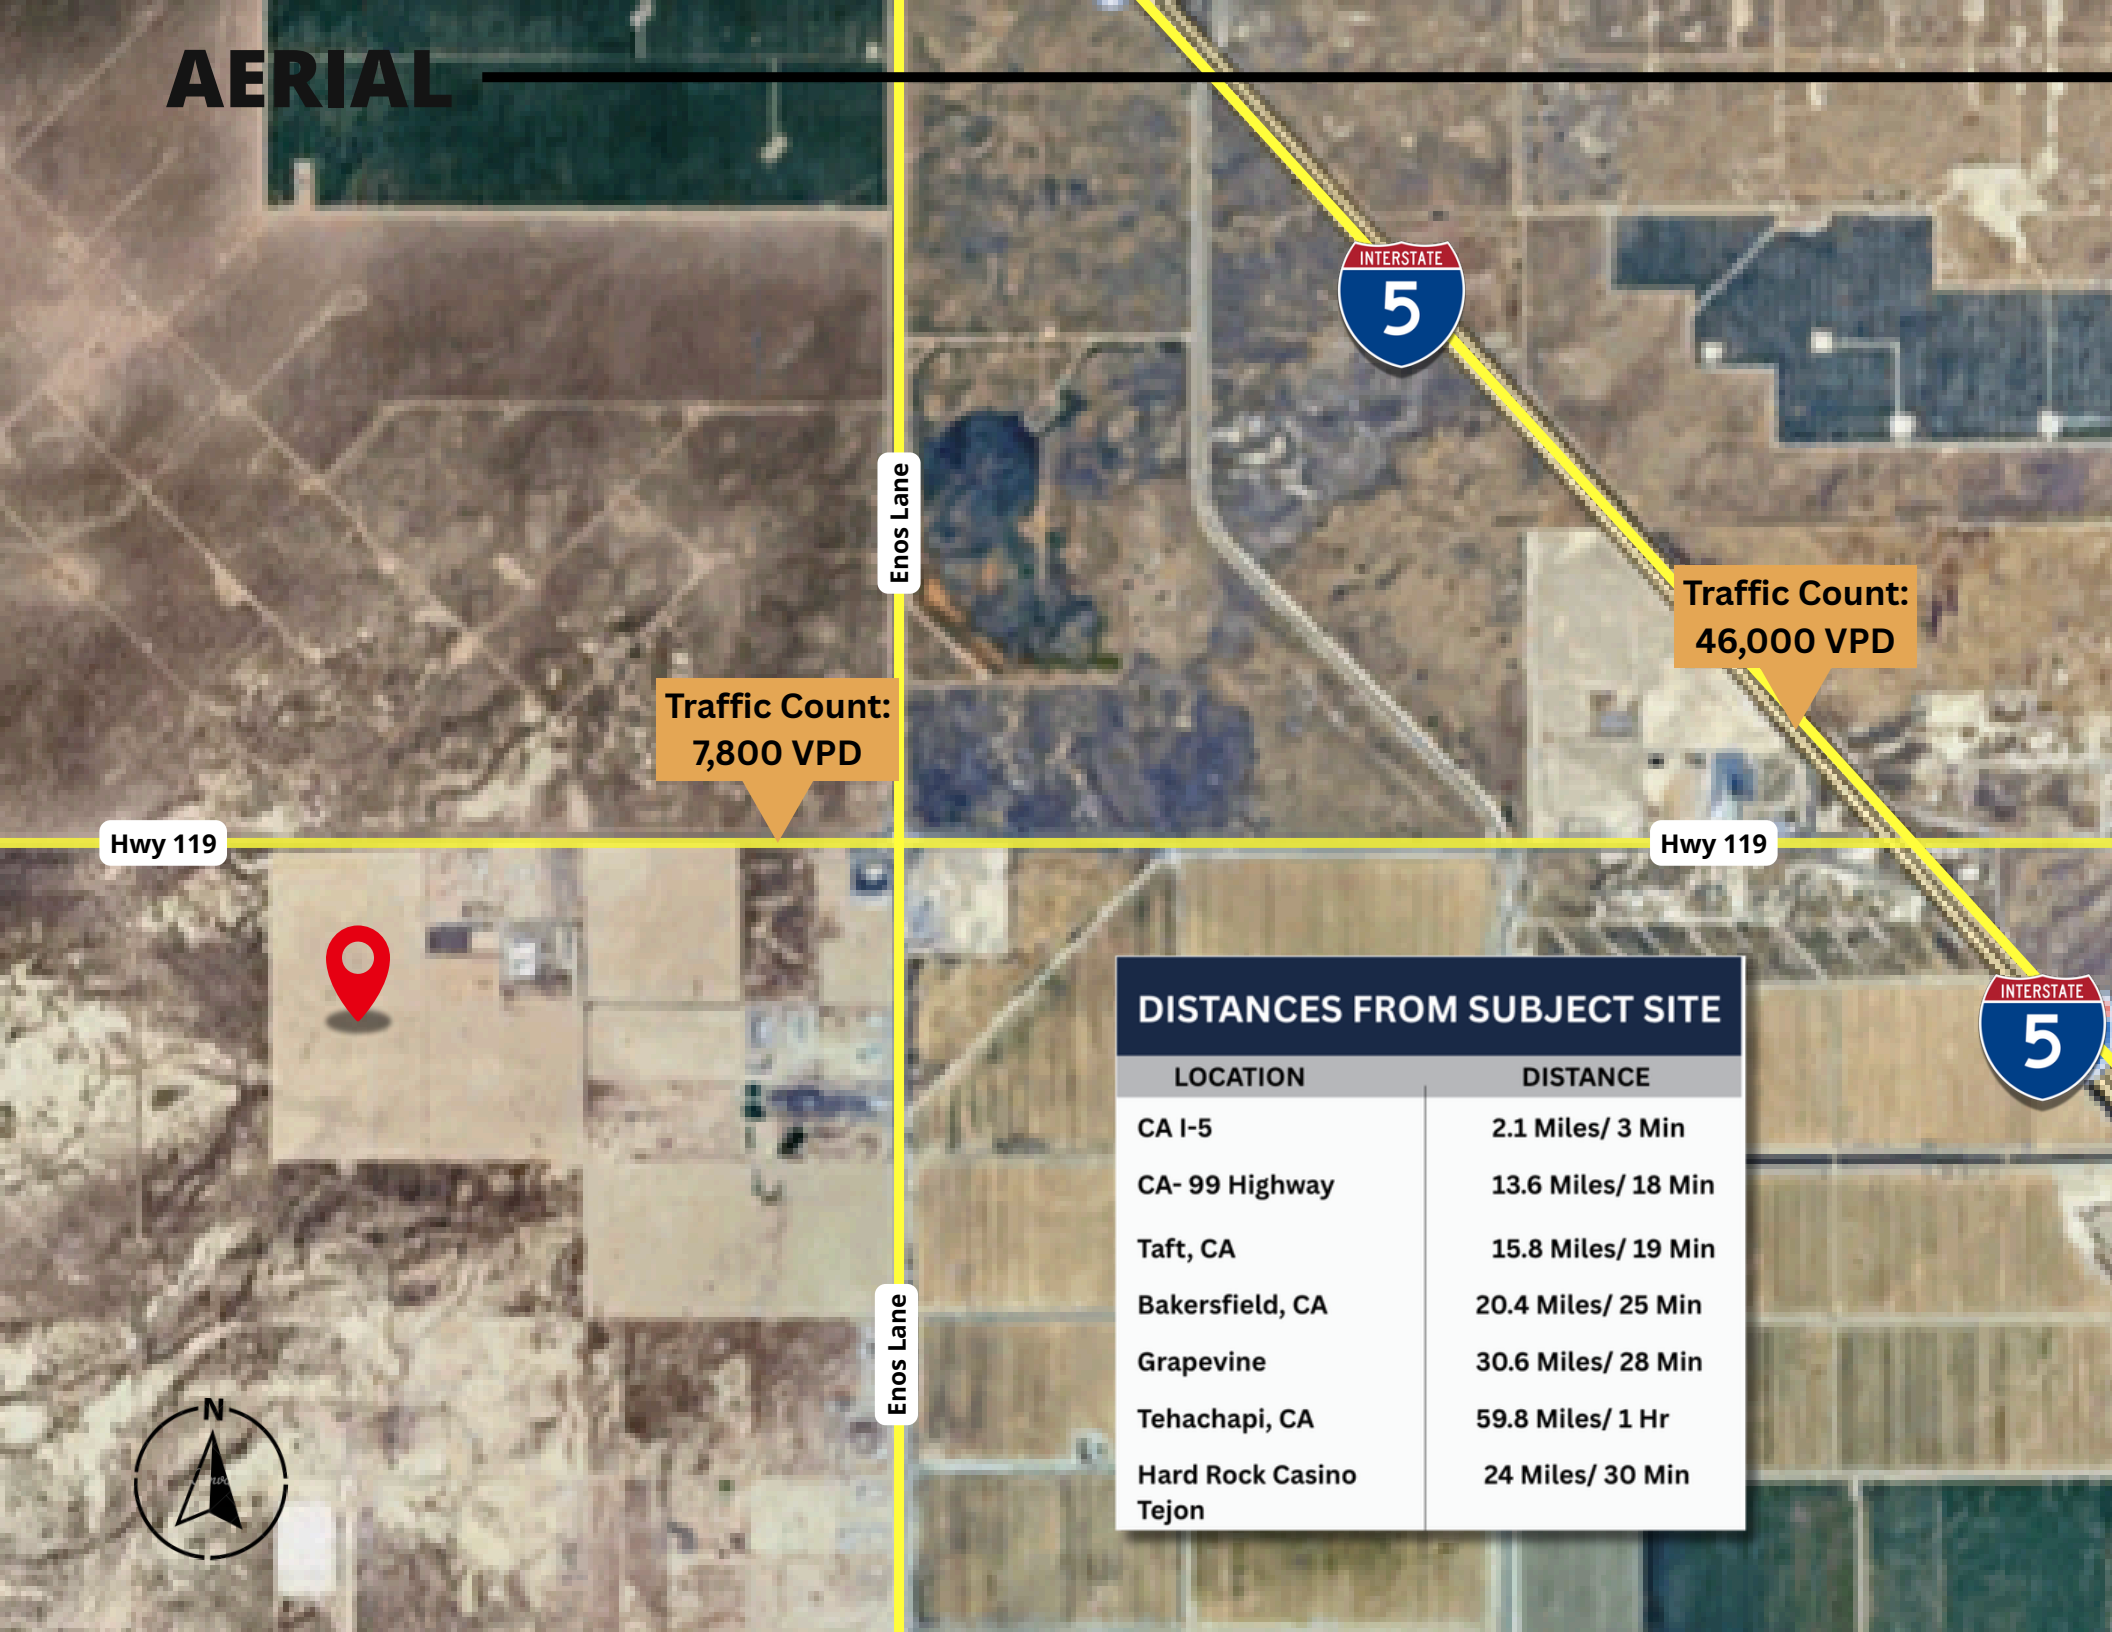 AERIAL
INTERSTATE
5
Enos Lane
Traffic Count:
46,000 VPD
Traffic Count:
7,800 VPD
Hwy 119
Hwy 119
DISTANCES FROM SUBJECT SITE
LOCATION DISTANCE
CA I-5 2.1 Miles/ 3 Min
CA- 99 Highway 13.6 Miles/ 18 Min
Taft, CA 15.8 Miles/ 19 Min
Bakersfield, CA 20.4 Miles/ 25 Min
Grapevine 30.6 Miles/ 28 Min
Tehachapi, CA 59.8 Miles/ 1 Hr
Hard Rock Casino 24 Miles/ 30 Min
Tejon
INTERSTATE
5
Enos Lane
N